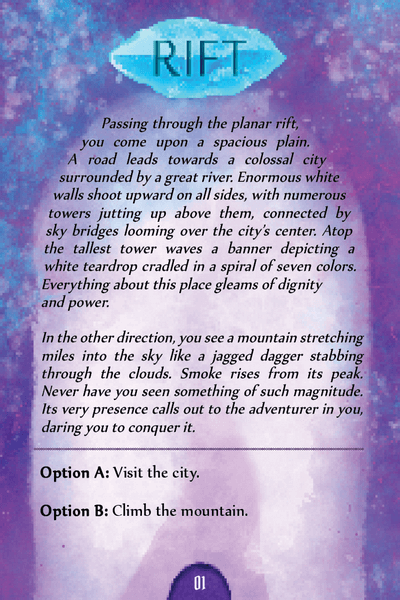 RIFT
Passing through the planar rift,
you come upon a spacious plain.
A road leads towards a colossal city
surrounded by a great river. Enormous white
walls shoot upward on all sides, with numerous
towers jutting up above them, connected by
sky bridges looming over the city's center. Atop
the tallest tower waves a banner depicting a
white teardrop cradled in a spiral of seven colors.
Everything about this place gleams of dignity
and power.
In the other direction, you see a mountain stretching
miles into the sky like a jagged dagger stabbing
through the clouds. Smoke rises from its peak.
Never have you seen something of such magnitude.
Its very presence calls out to the adventurer in you,
daring you to conquer it.
Option A: Visit the city.
Option B: Climb the mountain.
01